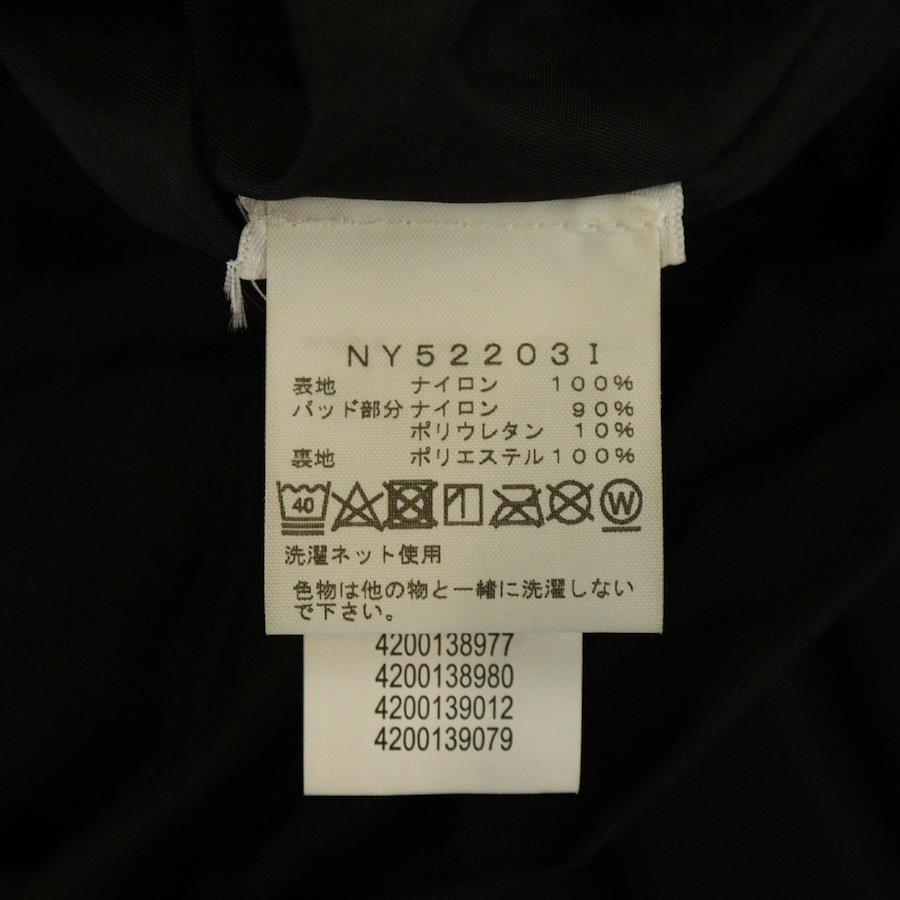 NY52203I
表地 ナイロン 100%
パッド部分 ナイロン 90%
ポリウレタン 10%
裏地 ポリエステル 100%
40 W
洗濯ネット使用
色物は他の物と一緒に洗濯しない
で下さい。
4200138977
4200138980
4200139012
4200139079